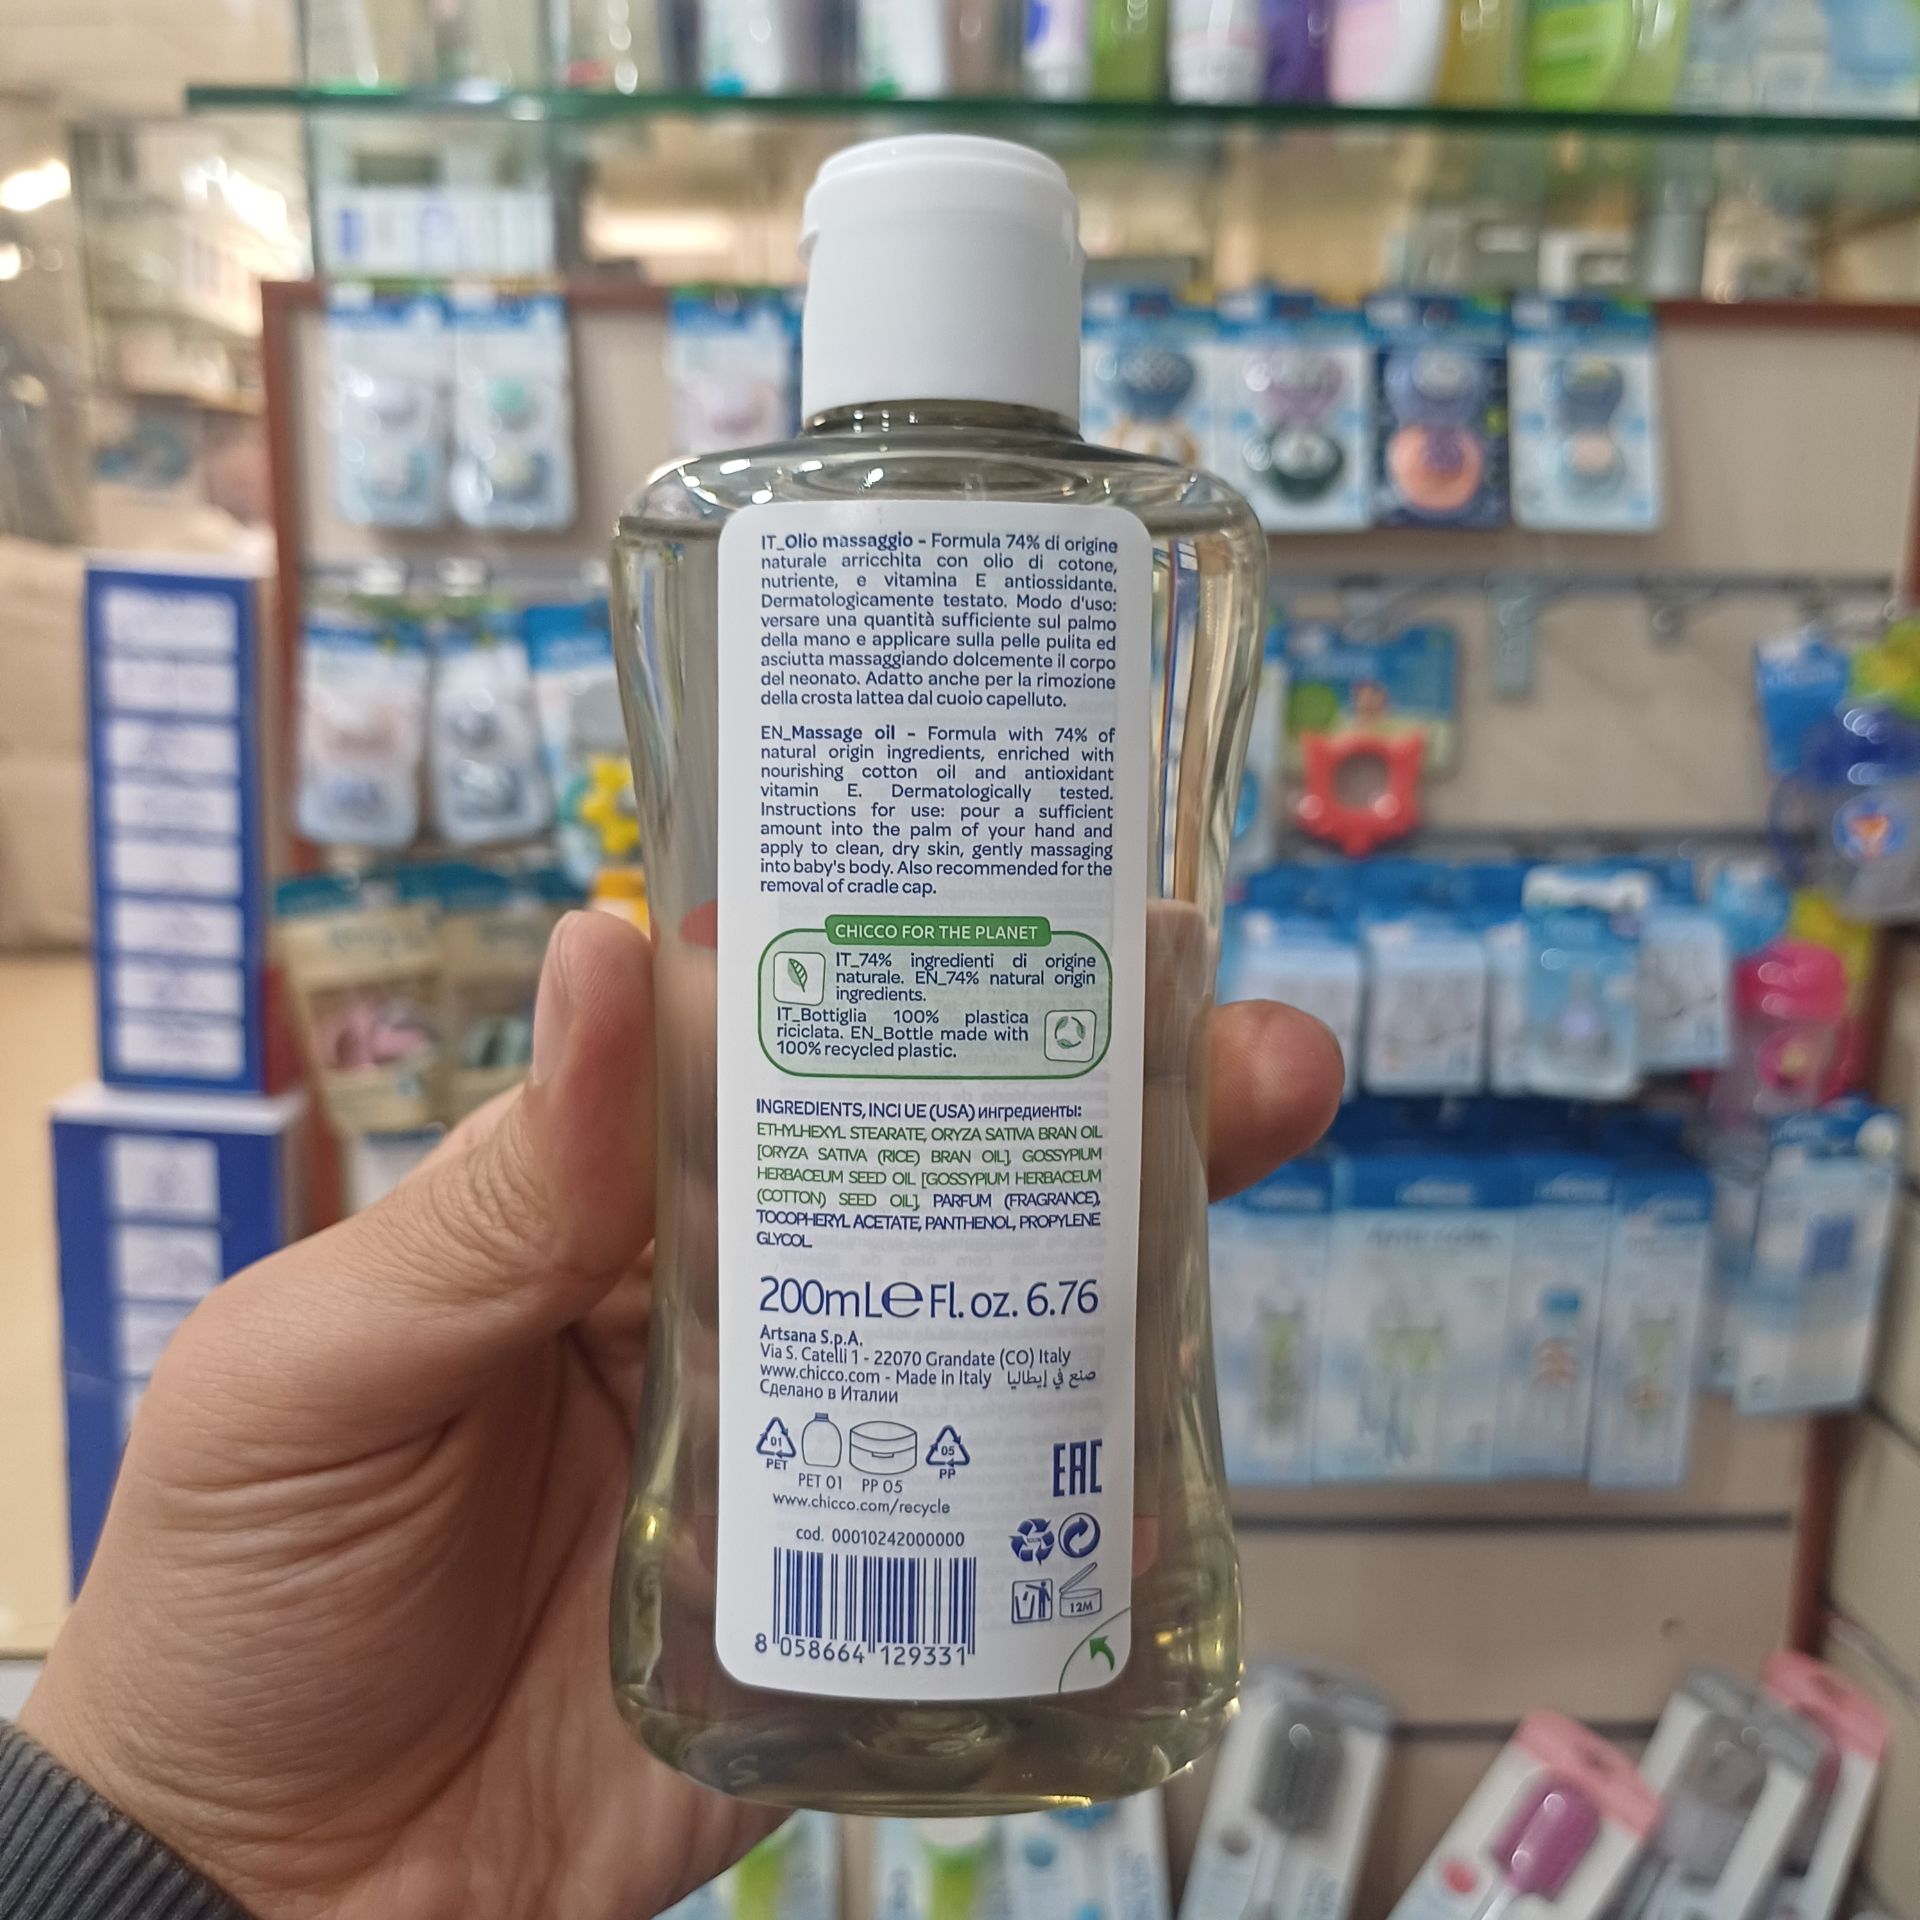 IT_Olio massaggio - Formula 74% di origine
naturale arricchita con olio di cotone,
nutriente, e vitamina E antiossidante.
Dermatologicamente testato. Modo d'uso:
versare una quantità sufficiente sul palmo
della mano e applicare sulla pelle pulita ed
asciutta massaggiando dolcemente il corpo
del neonato. Adatto anche per la rimozione
della crosta lattea dal cuoio capelluto.
EN_Massage oil - Formula with 74% of
natural origin ingredients, enriched with
nourishing cotton oil and antioxidant
vitamin E. Dermatologically tested.
Instructions for use: pour a sufficient
amount into the palm of your hand and
apply to clean, dry skin, gently massaging
into baby's body. Also recommended for the
removal of cradle cap.
CHICCO FOR THE PLANET
IT_74% ingredienti di origine
naturale. EN_74% natural origin
ingredients.
IT_Bottiglia 100% plastica
riciclata. EN_Bottle made with
100% recycled plastic.
INGREDIENTS, INCI UE (USA) ингредиенты:
ETHYLHEXYL STEARATE, ORYZA SATIVA BRAN OIL
[ORYZA SATIVA (RICE) BRAN OIL], GOSSYPIUM
HERBACEUM SEED OIL [GOSSYPIUM HERBACEUM
(COTTON) SEED OIL], PARFUM (FRAGRANCE),
TOCOPHERYL ACETATE, PANTHENOL, PROPYLENE
GLYCOL.
200mL℮Fl. oz. 6.76
Artsana S.p.A.
Via S. Catelli 1 - 22070 Grandate (CO) Italy
www.chicco.com - Made in Italy صنع في إيطاليا
Сделано в Италии
01 05
PET PP
PET 01 PP 05
EAC
www.chicco.com/recycle
cod. 00010242000000
12M
8 058664 129331